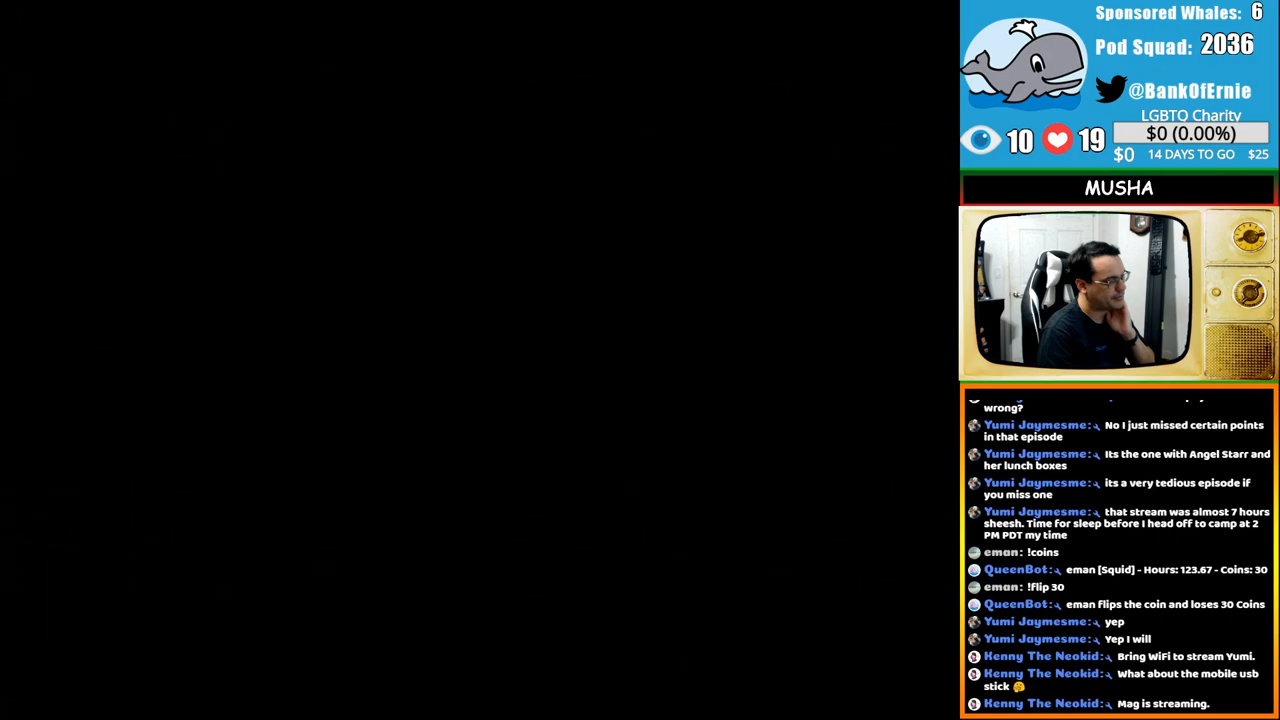 Sponsored Whales: 6
Pod Squad: 2036
@BankOfErnie
LGBTQ Charity
10 19 $0 (0.00%)
$0 14 DAYS TO GO $25
MUSHA
wrong?
Yumi Jaymesme: No I just missed certain points
in that episode
Yumi Jaymesme: Its the one with Angel Starr and
her lunch boxes
Yumi Jaymesme: its a very tedious episode if
you miss one
Yumi Jaymesme: that stream was almost 7 hours
sheesh. Time for sleep before I head off to camp at 2
PM PDT my time
eman: !coins
QueenBot: eman [Squid] - Hours: 123.67 - Coins: 30
eman: !flip 30
QueenBot: eman flips the coin and loses 30 Coins
Yumi Jaymesme: yep
Yumi Jaymesme: Yep I will
Kenny The Neokid: Bring WiFi to stream Yumi.
Kenny The Neokid: What about the mobile usb
stick 🤔
Kenny The Neokid: Mag is streaming.